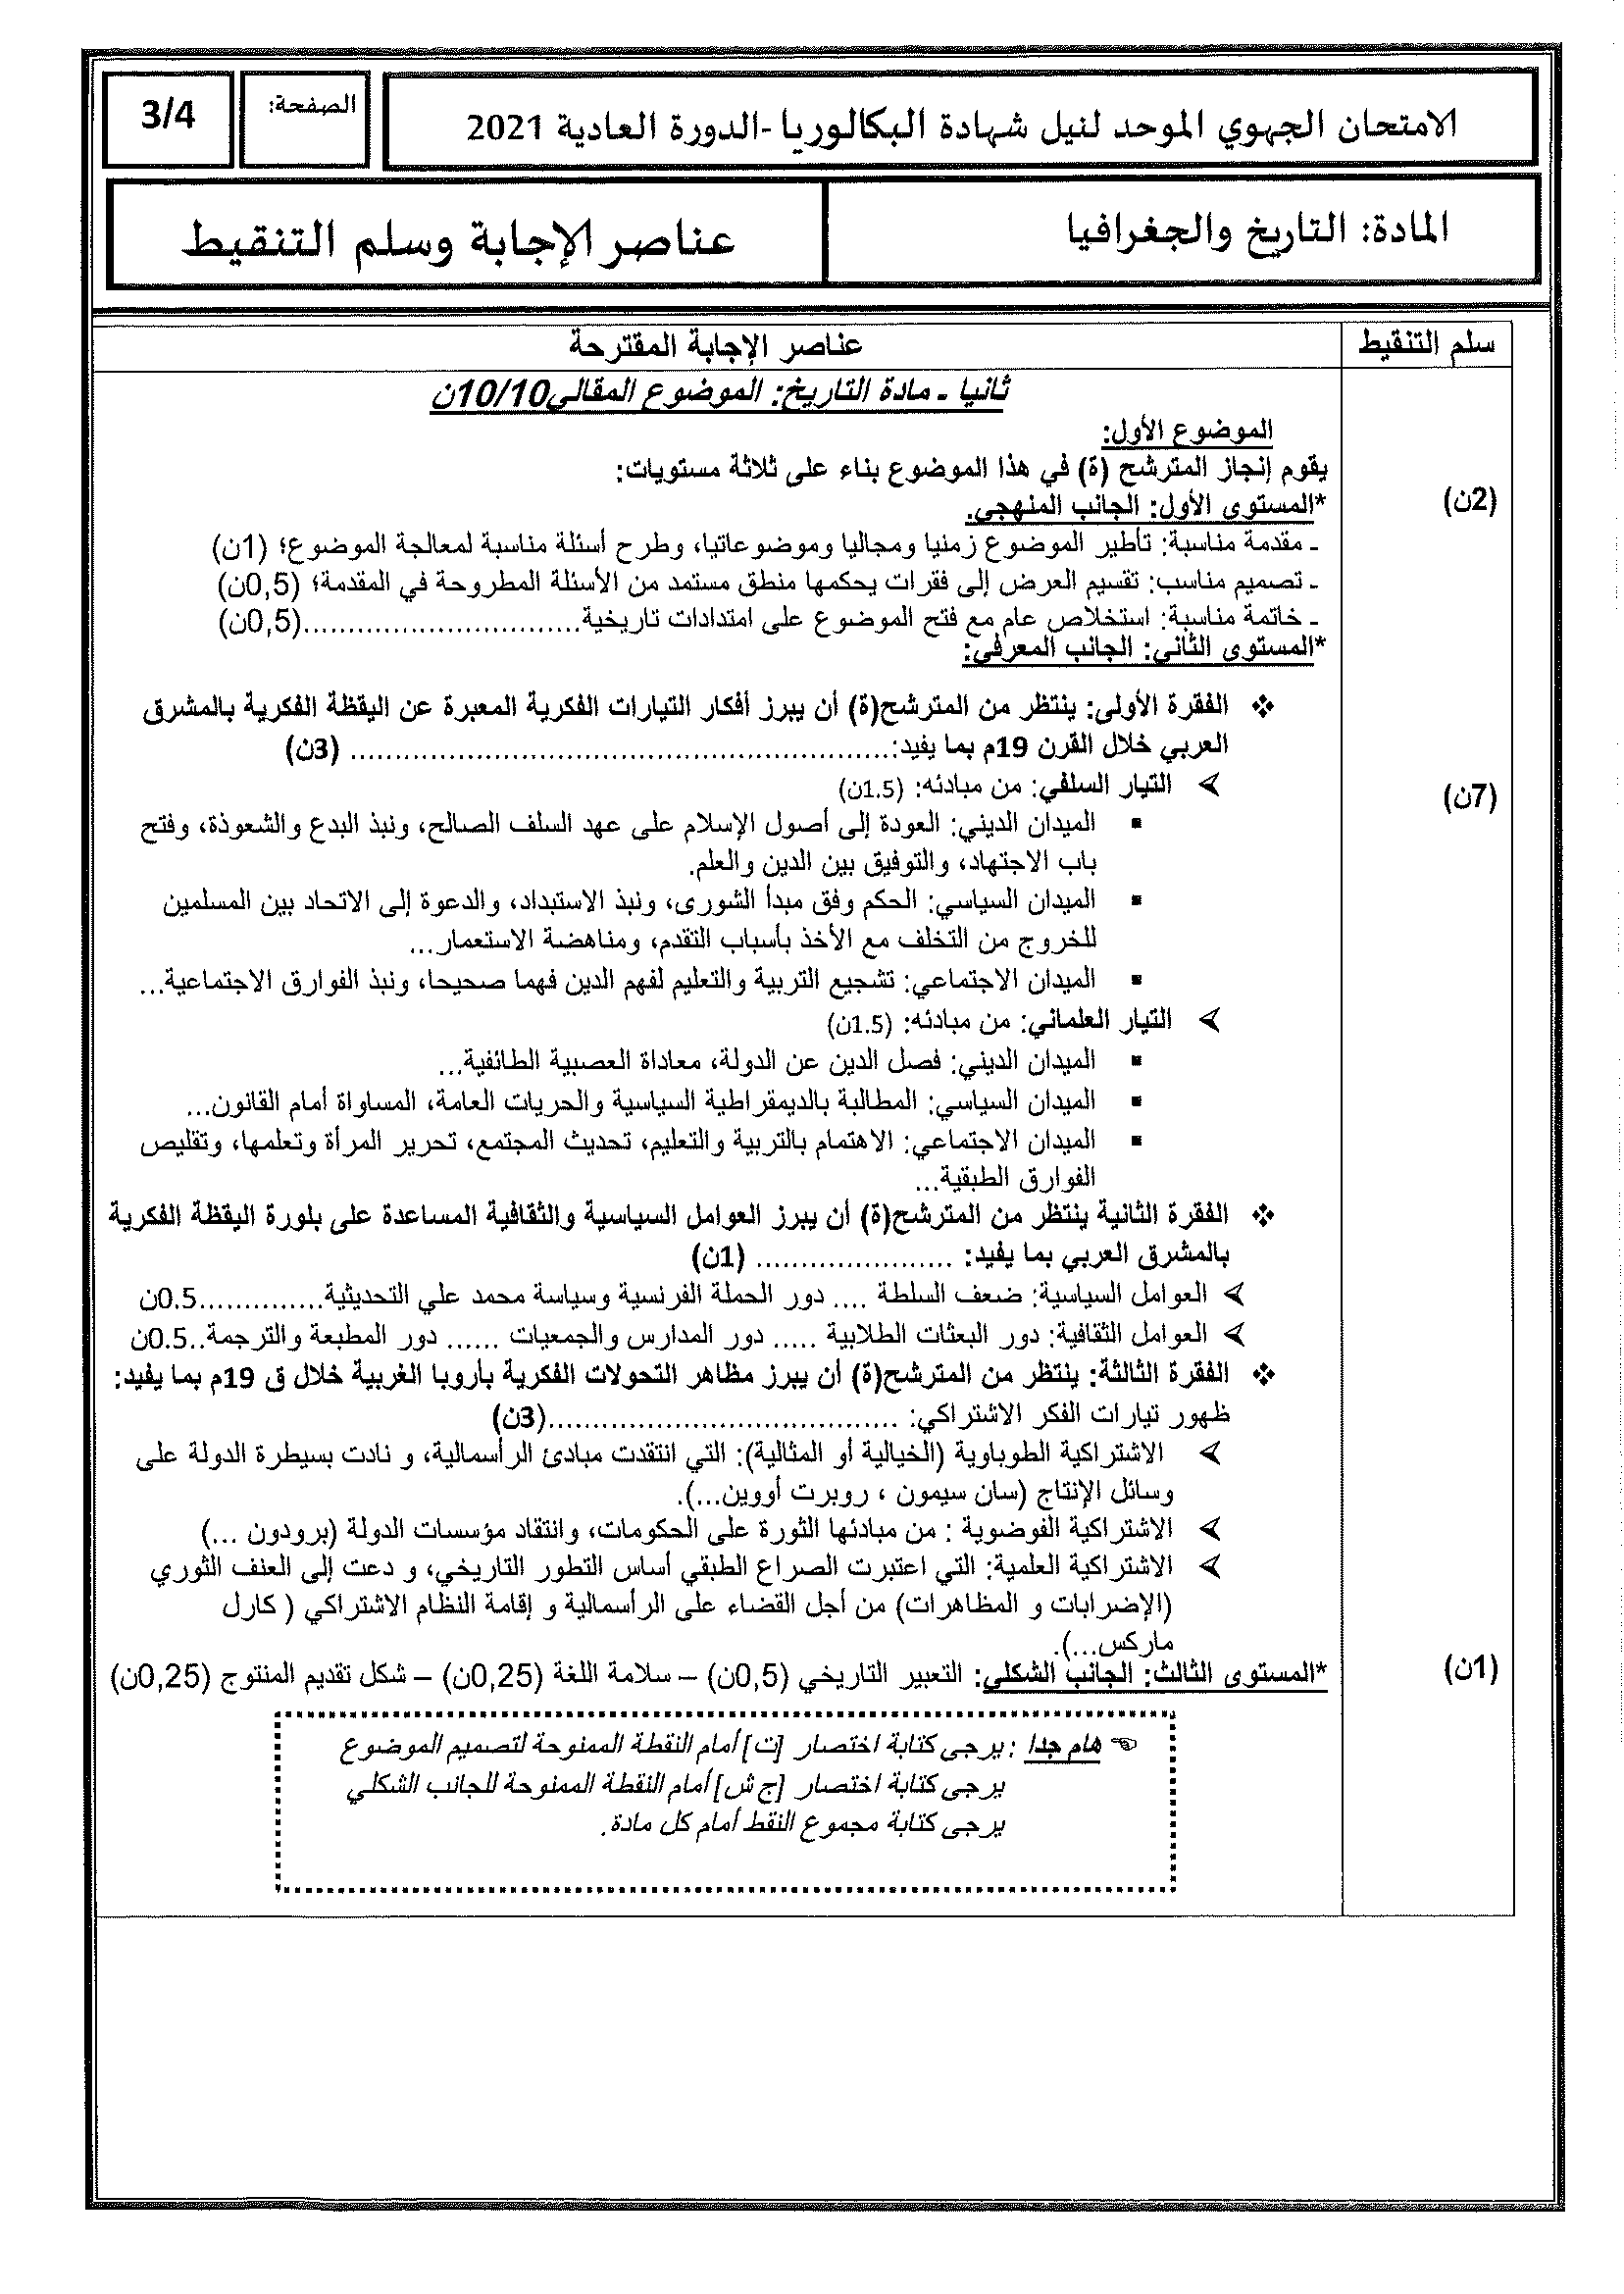 الامتحان الجهوي الموحد لنيل شهادة البكالوريا -الدورة العادية 2021
الصفحة:
3/4
المادة: التاريخ والجغرافيا
عناصر الإجابة وسلم التنقيط
سلم التنقيط
عناصر الإجابة المقترحة
ثانيا - مادة التاريخ: الموضوع المقالي10/10ن
الموضوع الأول:
يقوم إنجاز المترشح (ة) في هذا الموضوع بناء على ثلاثة مستويات:
(2ن)
*المستوى الأول: الجانب المنهجي.
- مقدمة مناسبة: تأطير الموضوع زمنيا ومجاليا وموضوعاتيا، وطرح أسئلة مناسبة لمعالجة الموضوع؛ (1ن)
- تصميم مناسب: تقسيم العرض إلى فقرات يحكمها منطق مستمد من الأسئلة المطروحة في المقدمة؛ (0,5ن)
- خاتمة مناسبة: استخلاص عام مع فتح الموضوع على امتدادات تاريخية...............................(0,5ن)
*المستوى الثاني: الجانب المعرفي:
❖ الفقرة الأولى: ينتظر من المترشح(ة) أن يبرز أفكار التيارات الفكرية المعبرة عن اليقظة الفكرية بالمشرق
العربي خلال القرن 19م بما يفيد:............................................................. (3ن)
(7ن)
➢ التيار السلفي: من مبادئه: (1.5ن)
▪ الميدان الديني: العودة إلى أصول الإسلام على عهد السلف الصالح، ونبذ البدع والشعوذة، وفتح
باب الاجتهاد، والتوفيق بين الدين والعلم.
▪ الميدان السياسي: الحكم وفق مبدأ الشورى، ونبذ الاستبداد، والدعوة إلى الاتحاد بين المسلمين
للخروج من التخلف مع الأخذ بأسباب التقدم، ومناهضة الاستعمار...
▪ الميدان الاجتماعي: تشجيع التربية والتعليم لفهم الدين فهما صحيحا، ونبذ الفوارق الاجتماعية...
➢ التيار العلماني: من مبادئه: (1.5ن)
▪ الميدان الديني: فصل الدين عن الدولة، معاداة العصبية الطائفية...
▪ الميدان السياسي: المطالبة بالديمقراطية السياسية والحريات العامة، المساواة أمام القانون...
▪ الميدان الاجتماعي: الاهتمام بالتربية والتعليم، تحديث المجتمع، تحرير المرأة وتعلمها، وتقليص
الفوارق الطبقية...
❖ الفقرة الثانية ينتظر من المترشح(ة) أن يبرز العوامل السياسية والثقافية المساعدة على بلورة اليقظة الفكرية
بالمشرق العربي بما يفيد: ...................... (1ن)
➢ العوامل السياسية: ضعف السلطة .... دور الحملة الفرنسية وسياسة محمد علي التحديثية..............0.5ن
➢ العوامل الثقافية: دور البعثات الطلابية ..... دور المدارس والجمعيات ...... دور المطبعة والترجمة..0.5ن
❖ الفقرة الثالثة: ينتظر من المترشح(ة) أن يبرز مظاهر التحولات الفكرية بأروبا الغربية خلال ق 19م بما يفيد:
ظهور تيارات الفكر الاشتراكي: ........................................(3ن)
➢ الاشتراكية الطوباوية (الخيالية أو المثالية): التي انتقدت مبادئ الرأسمالية، و نادت بسيطرة الدولة على
وسائل الإنتاج (سان سيمون ، روبرت أووين...).
➢ الاشتراكية الفوضوية : من مبادئها الثورة على الحكومات، وانتقاد مؤسسات الدولة (برودون ...)
➢ الاشتراكية العلمية: التي اعتبرت الصراع الطبقي أساس التطور التاريخي، و دعت إلى العنف الثوري
(الإضرابات و المظاهرات) من أجل القضاء على الرأسمالية و إقامة النظام الاشتراكي ( كارل
ماركس...).
(1ن)
*المستوى الثالث: الجانب الشكلي: التعبير التاريخي (0,5ن) – سلامة اللغة (0,25ن) – شكل تقديم المنتوج (0,25ن)
☜ هام جدا : يرجى كتابة اختصار [ت] أمام النقطة الممنوحة لتصميم الموضوع
يرجى كتابة اختصار [ج ش] أمام النقطة الممنوحة للجانب الشكلي
يرجى كتابة مجموع النقط أمام كل مادة.